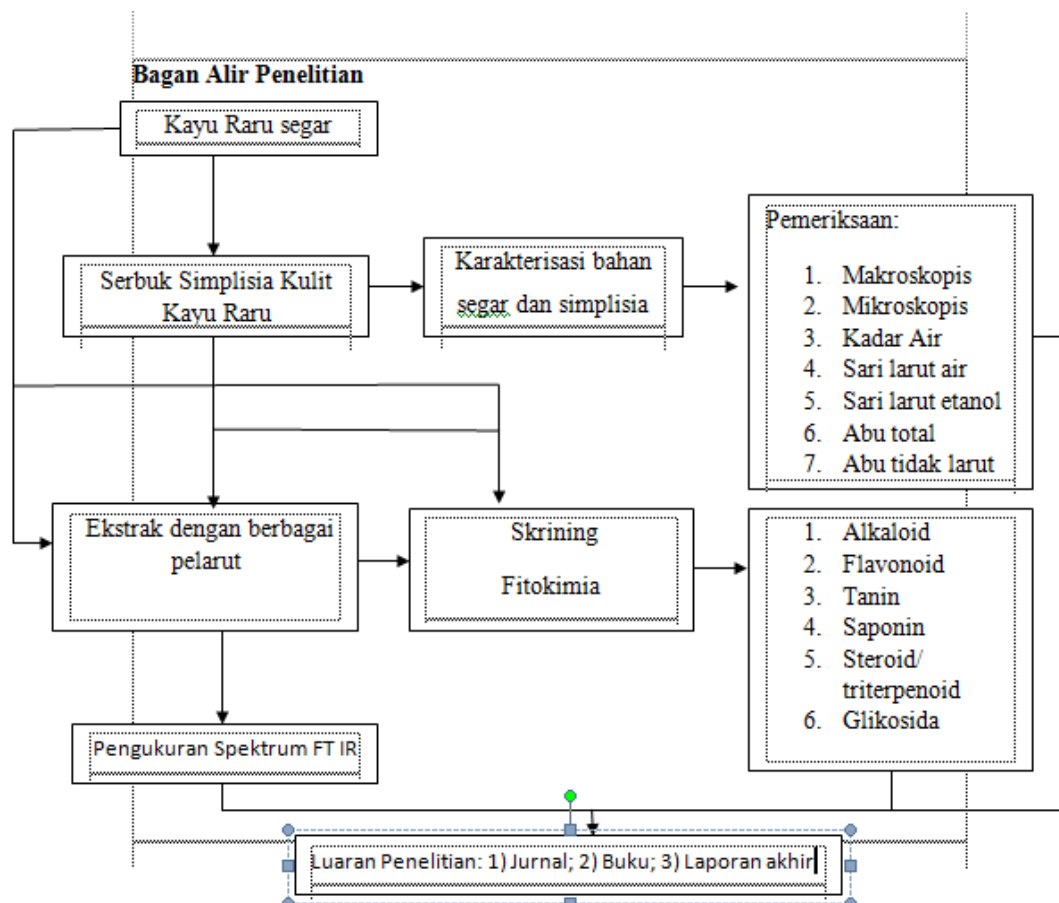 Bagan Alir Penelitian
Kayu Raru segar
Serbuk Simplisia Kulit
Kayu Raru
Karakterisasi bahan
segar dan simplisia
Pemeriksaan:
1. Makroskopis
2. Mikroskopis
3. Kadar Air
4. Sari larut air
5. Sari larut etanol
6. Abu total
7. Abu tidak larut
Ekstrak dengan berbagai
pelarut
Skrining
Fitokimia
1. Alkaloid
2. Flavonoid
3. Tanin
4. Saponin
5. Steroid/
triterpenoid
6. Glikosida
Pengukuran Spektrum FT IR
Luaran Penelitian: 1) Jurnal; 2) Buku; 3) Laporan akhir